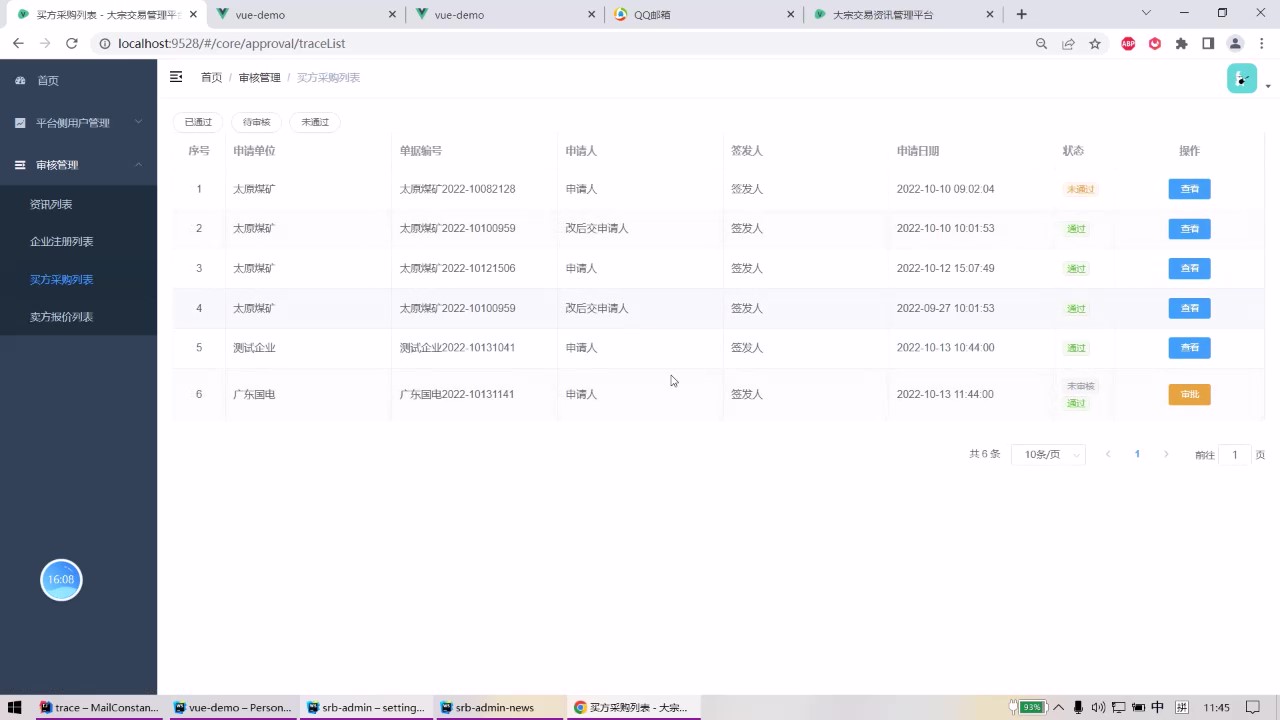 买方采购列表 - 大宗交易管理平台
vue-demo
vue-demo
QQ邮箱
大宗交易资讯管理平台
localhost:9528/#/core/approval/traceList
ABP
首页
平台侧用户管理
审核管理
资讯列表
企业注册列表
买方采购列表
卖方报价列表
16:08
首页 / 审核管理 / 买方采购列表
已通过 待审核 未通过
序号 申请单位 单据编号 申请人 签发人 申请日期 状态 操作
1 太原煤矿 太原煤矿2022-10082128 申请人 签发人 2022-10-10 09:02:04 未通过 查看
2 太原煤矿 太原煤矿2022-10100959 改后交申请人 签发人 2022-10-10 10:01:53 通过 查看
3 太原煤矿 太原煤矿2022-10121506 申请人 签发人 2022-10-12 15:07:49 通过 查看
4 太原煤矿 太原煤矿2022-10100959 改后交申请人 签发人 2022-09-27 10:01:53 通过 查看
5 测试企业 测试企业2022-10131041 申请人 签发人 2022-10-13 10:44:00 通过 查看
6 广东国电 广东国电2022-10131141 申请人 签发人 2022-10-13 11:44:00 未审核 通过 审批
共 6 条 10条/页 1 前往 1 页
trace – MailConstan...
vue-demo – Person...
srb-admin – setting...
srb-admin-news
买方采购列表 - 大宗...
93%
中
拼
11:45